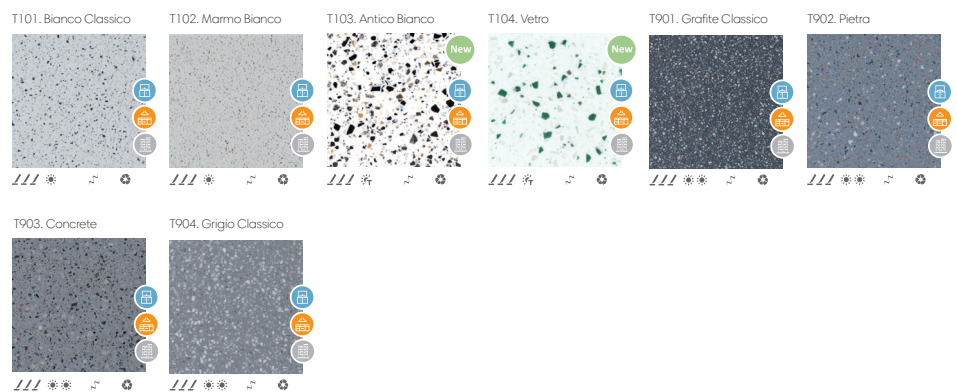 T101. Bianco Classico
T102. Marmo Bianco
T103. Antico Bianco
T104. Vetro
T901. Grafite Classico
T902. Pietra
New
New
T903. Concrete
T904. Grigio Classico